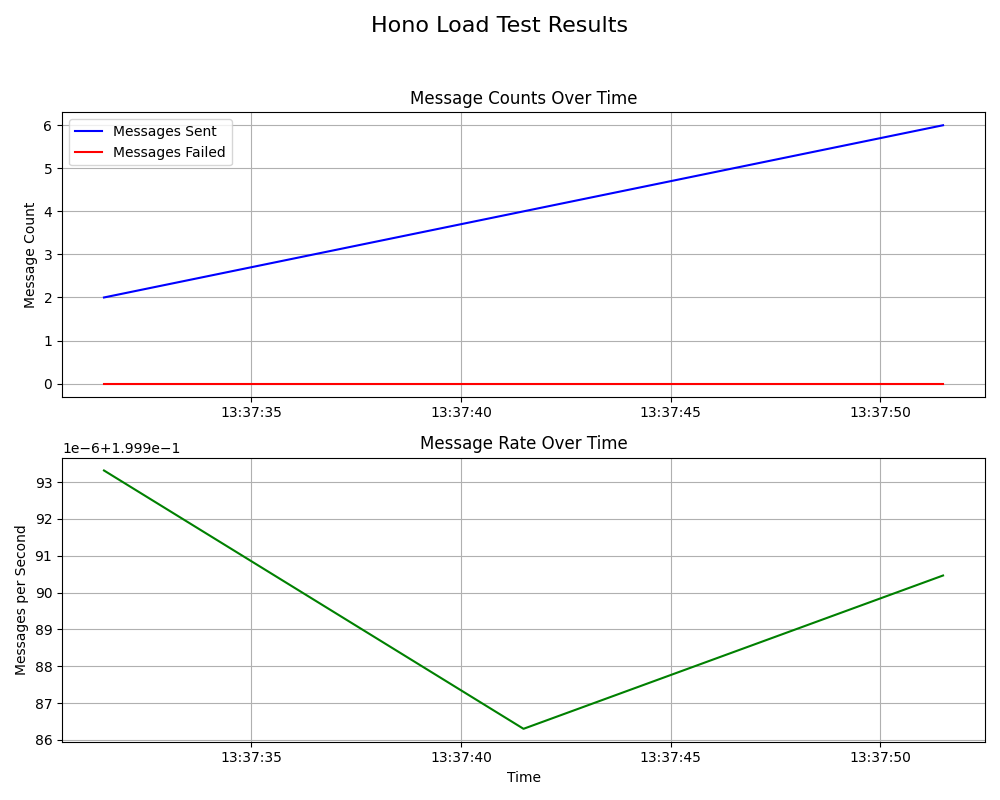 Hono Load Test Results
Message Counts Over Time
Message Count
6
5
4
3
2
1
0
Messages Sent
Messages Failed
13:37:35 13:37:40 13:37:45 13:37:50
Message Rate Over Time
1e−6+1.999e−1
Messages per Second
93
92
91
90
89
88
87
86
13:37:35 13:37:40 13:37:45 13:37:50
Time